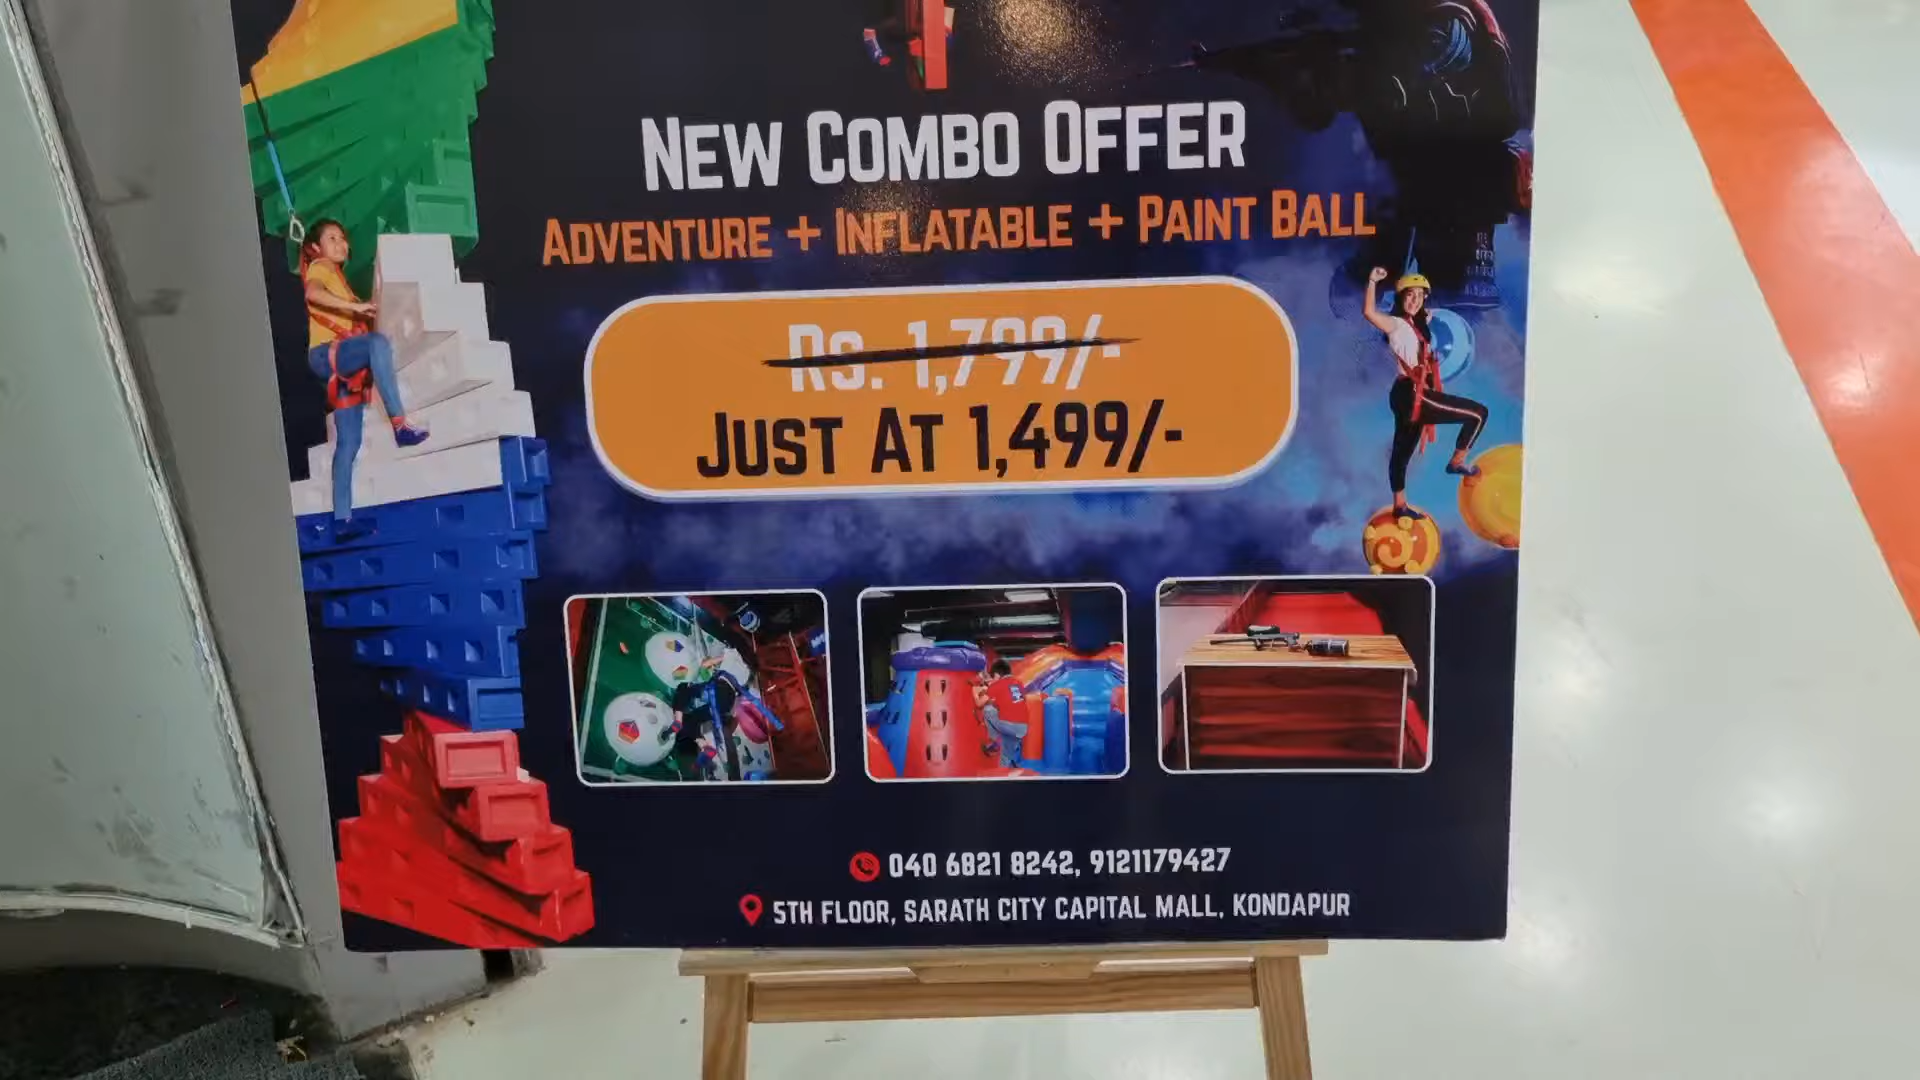 NEW COMBO OFFER
ADVENTURE + INFLATABLE + PAINT BALL
RS. 1,799/-
JUST AT 1,499/-
040 6821 8242, 9121179427
5TH FLOOR, SARATH CITY CAPITAL MALL, KONDAPUR